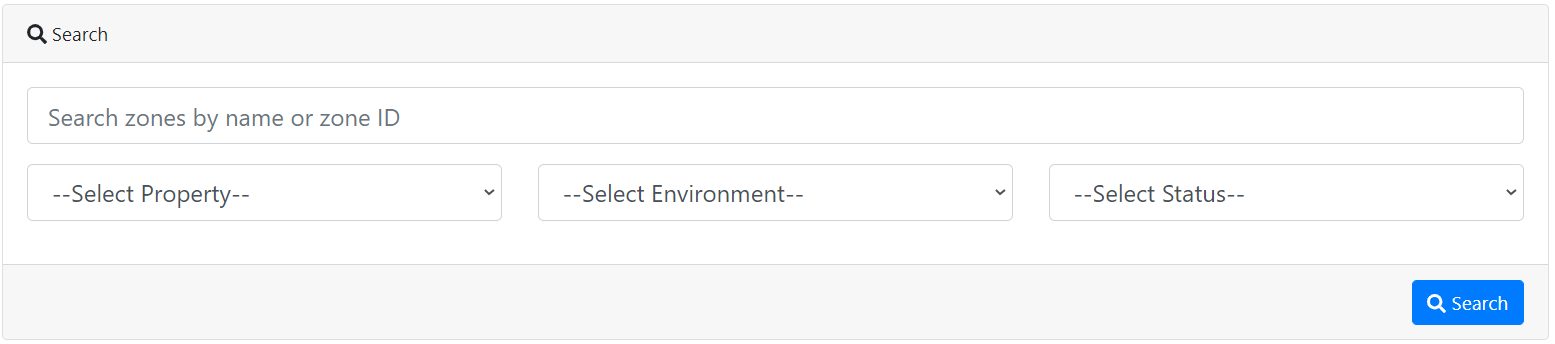 Search
Search zones by name or zone ID
--Select Property-- --Select Environment-- --Select Status--
Search